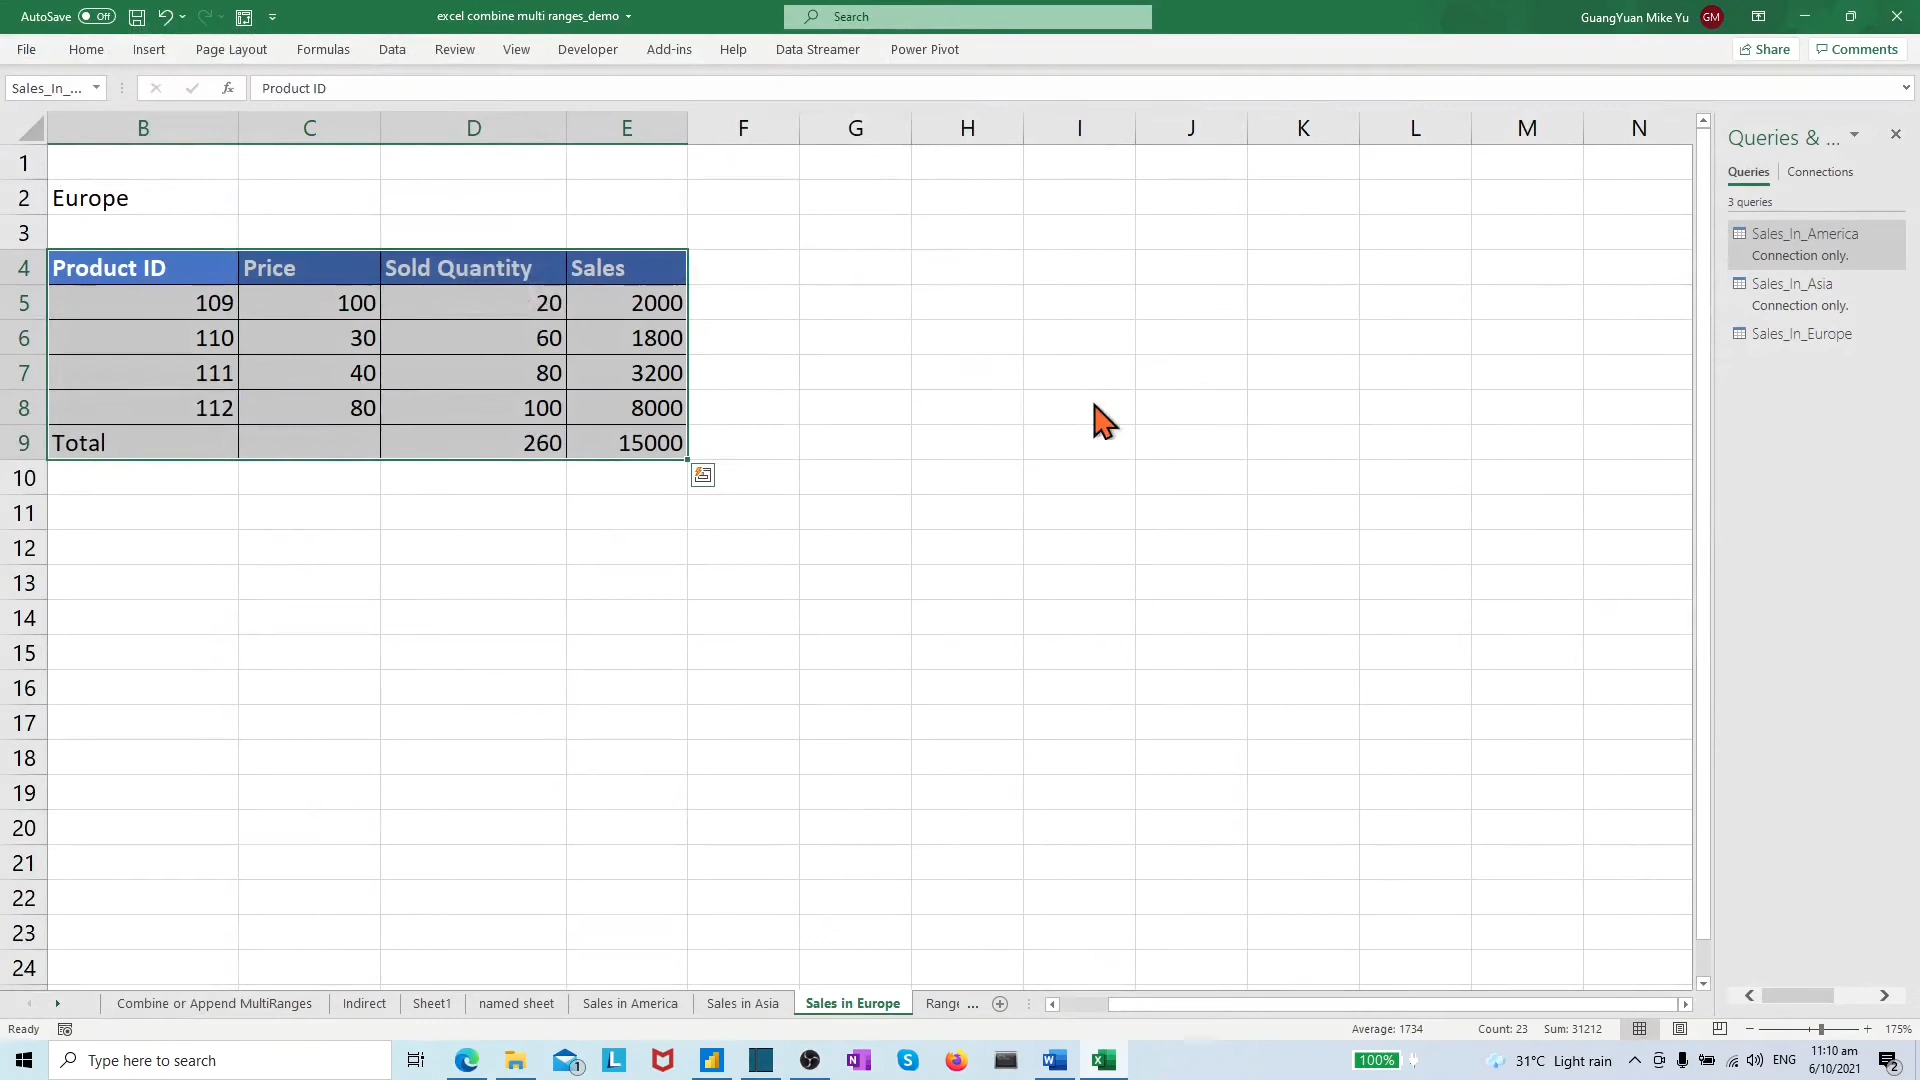 AutoSave Off excel combine multi ranges_demo Search GuangYuan Mike Yu GM
File Home Insert Page Layout Formulas Data Review View Developer Add-ins Help Data Streamer Power Pivot Share Comments
Sales_In_... fx Product ID
B C D E F G H I J K L M N
Queries & ...
Queries Connections
3 queries
Sales_In_America
Connection only.
Sales_In_Asia
Connection only.
Sales_In_Europe
1
2 Europe
3
4 Product ID Price Sold Quantity Sales
5 109 100 20 2000
6 110 30 60 1800
7 111 40 80 3200
8 112 80 100 8000
9 Total 260 15000
10
11
12
13
14
15
16
17
18
19
20
21
22
23
24
Combine or Append MultiRanges Indirect Sheet1 named sheet Sales in America Sales in Asia Sales in Europe Range ...
Ready Average: 1734 Count: 23 Sum: 31212 175%
Type here to search 1 L S 100% 31°C Light rain ENG 11:10 am
6/10/2021 2